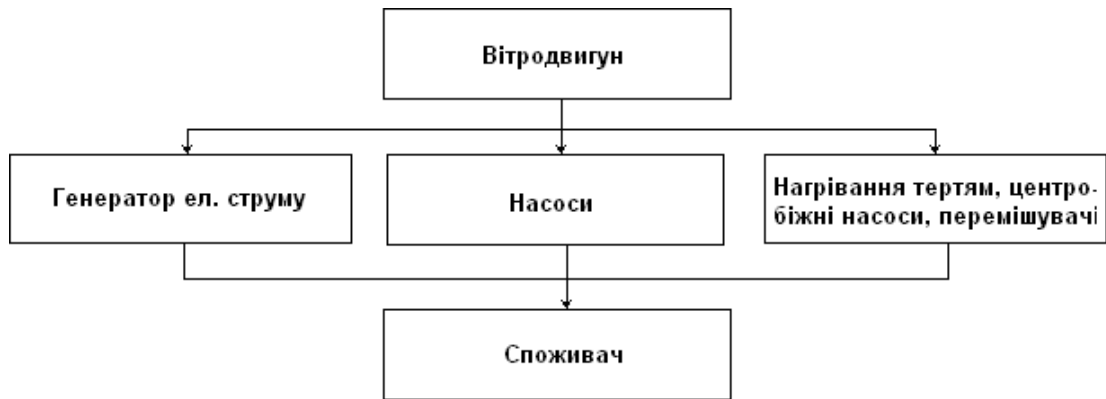 Вітродвигун
Генератор ел. струму
Насоси
Нагрівання тертям, центро-
біжні насоси, перемішувачі
Споживач